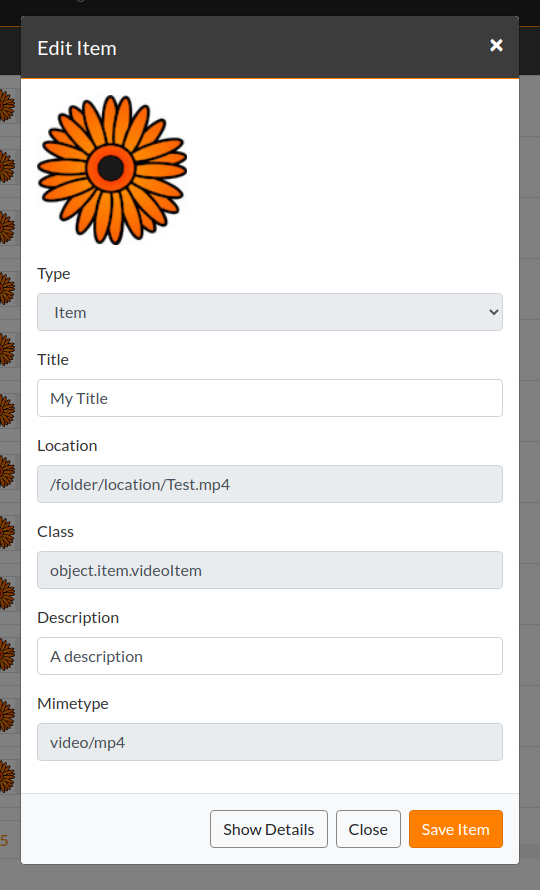 Edit Item
×
Type
Item
Title
My Title
Location
/folder/location/Test.mp4
Class
object.item.videoItem
Description
A description
Mimetype
video/mp4
5
Show Details Close Save Item